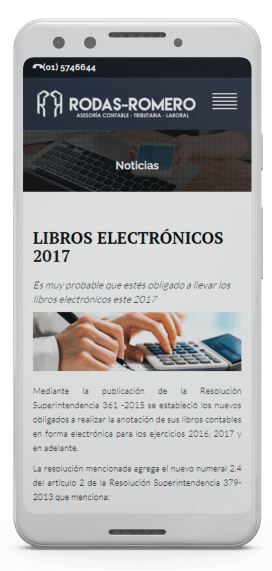 (01) 5746644
RODAS-ROMERO
ASESORÍA CONTABLE - TRIBUTARIA - LABORAL
Noticias
LIBROS ELECTRÓNICOS
2017
Es muy probable que estés obligado a llevar los
libros electrónicos este 2017
Mediante la publicación de la Resolución
Superintendencia 361 -2015 se estableció los nuevos
obligados a realizar la anotación de sus libros contables
en forma electrónica para los ejercicios 2016, 2017 y
en adelante.
La resolución mencionada agrega el nuevo numeral 2.4
del artículo 2 de la Resolución Superintendencia 379-
2013 que menciona: